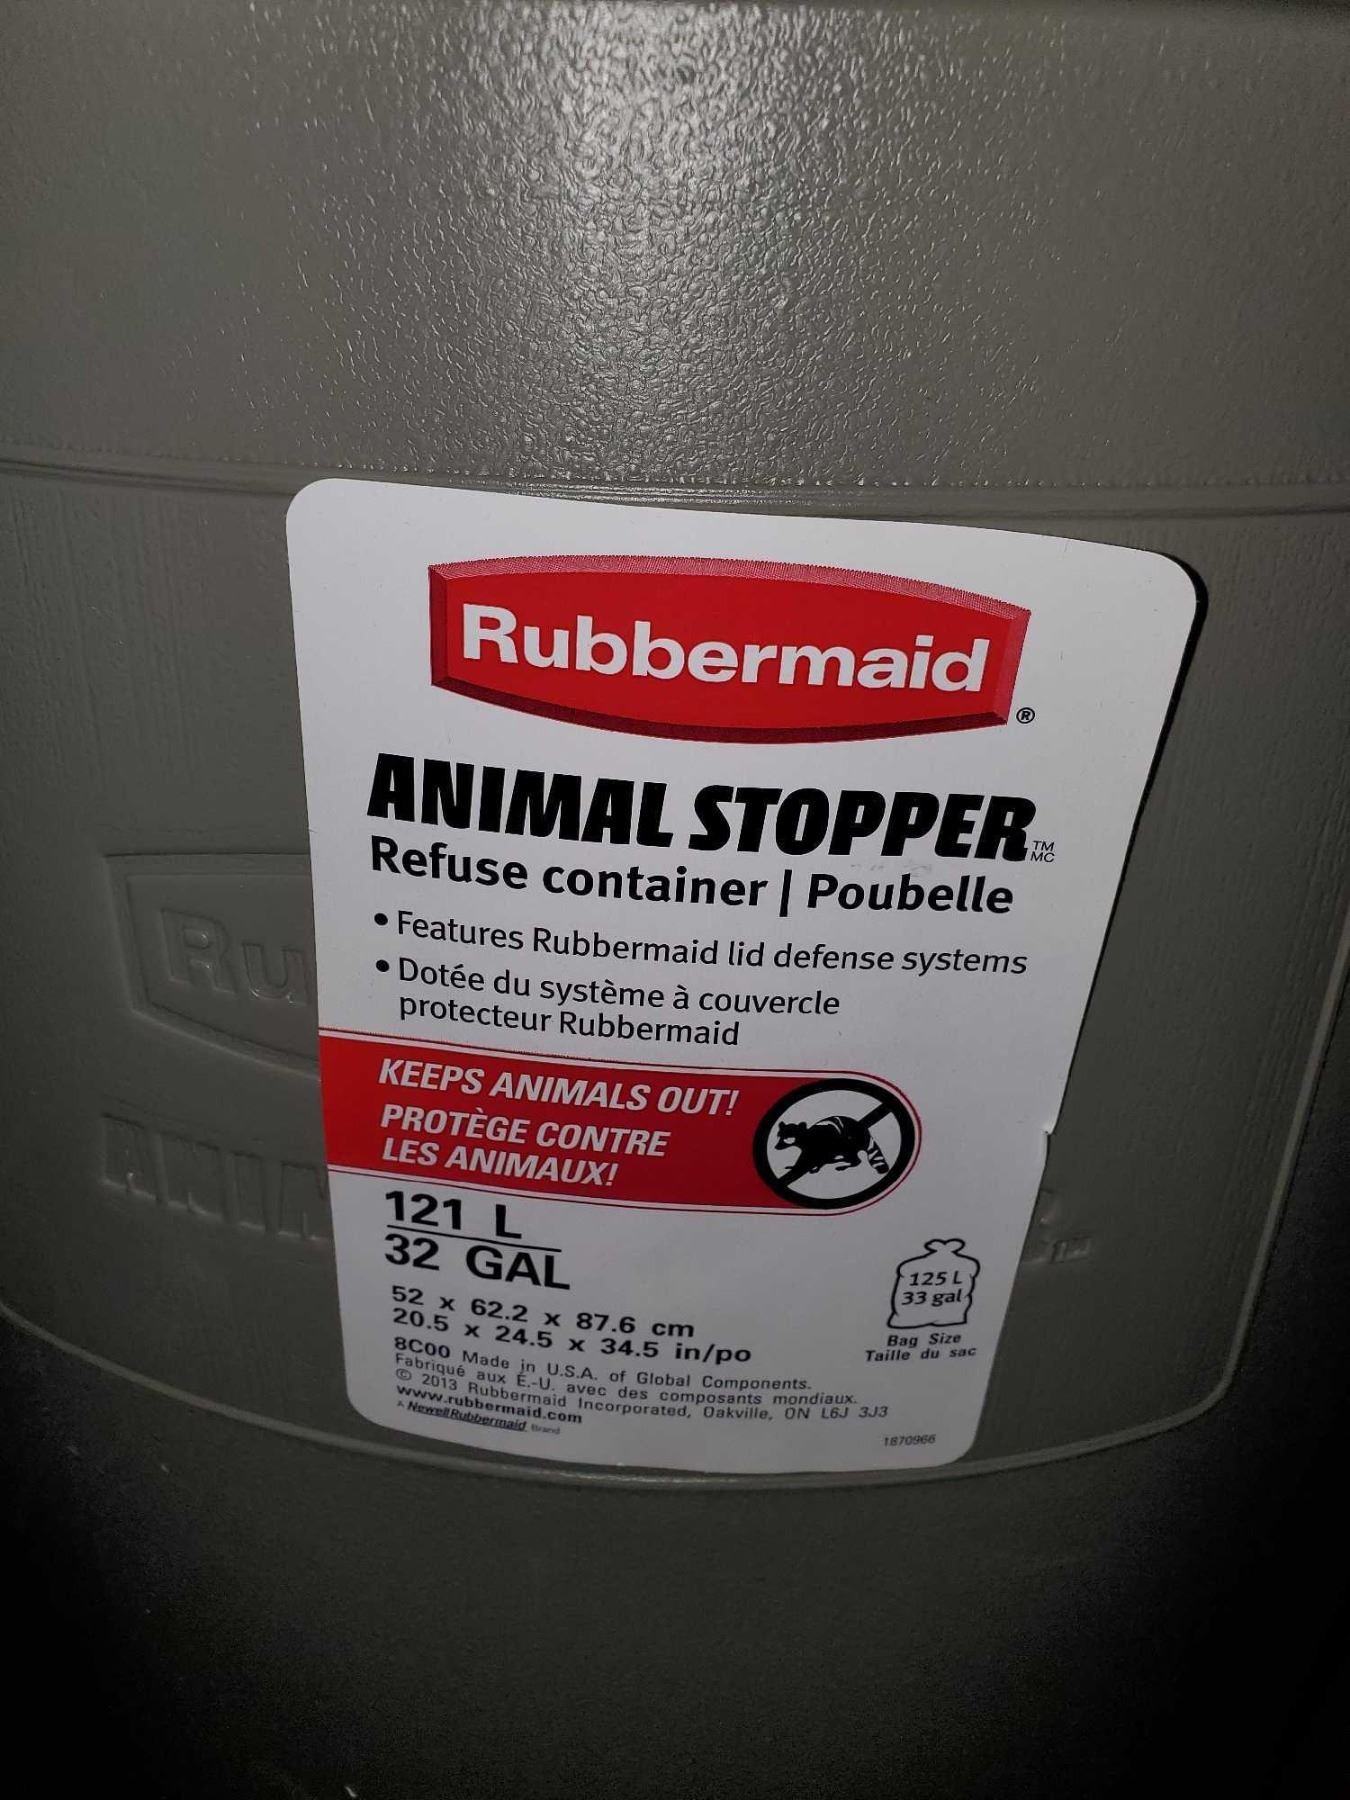 Rubbermaid®
ANIMAL STOPPER™ MC
Refuse container | Poubelle
• Features Rubbermaid lid defense systems
• Dotée du système à couvercle
protecteur Rubbermaid
KEEPS ANIMALS OUT!
PROTÈGE CONTRE
LES ANIMAUX!
121 L
32 GAL
52 x 62.2 x 87.6 cm
20.5 x 24.5 x 34.5 in/po
8C00 Made in U.S.A. of Global Components.
Fabriqué aux É.-U. avec des composants mondiaux.
© 2013 Rubbermaid Incorporated, Oakville, ON L6J 3J3
www.rubbermaid.com
A NewellRubbermaid Brand
125 L
33 gal
Bag Size
Taille du sac
1870966
Ru
ANIMA